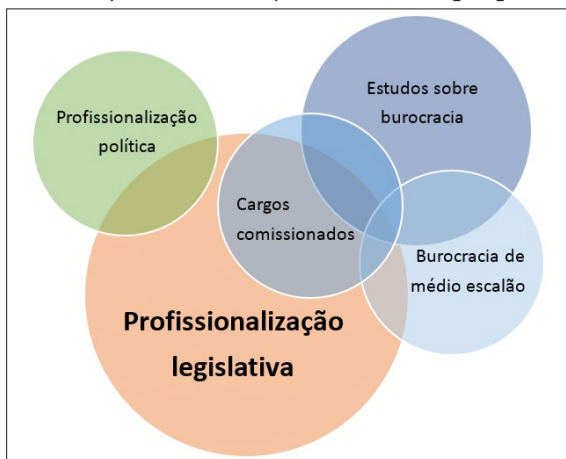 Profissionalização
política
Estudos sobre
burocracia
Cargos
comissionados
Burocracia de
médio escalão
Profissionalização
legislativa